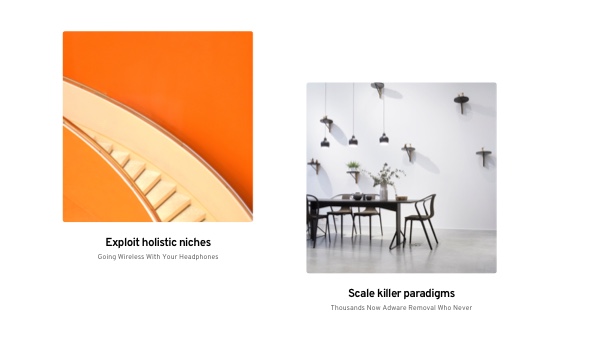 Exploit holistic niches
Going Wireless With Your Headphones
Scale killer paradigms
Thousands Now Adware Removal Who Never